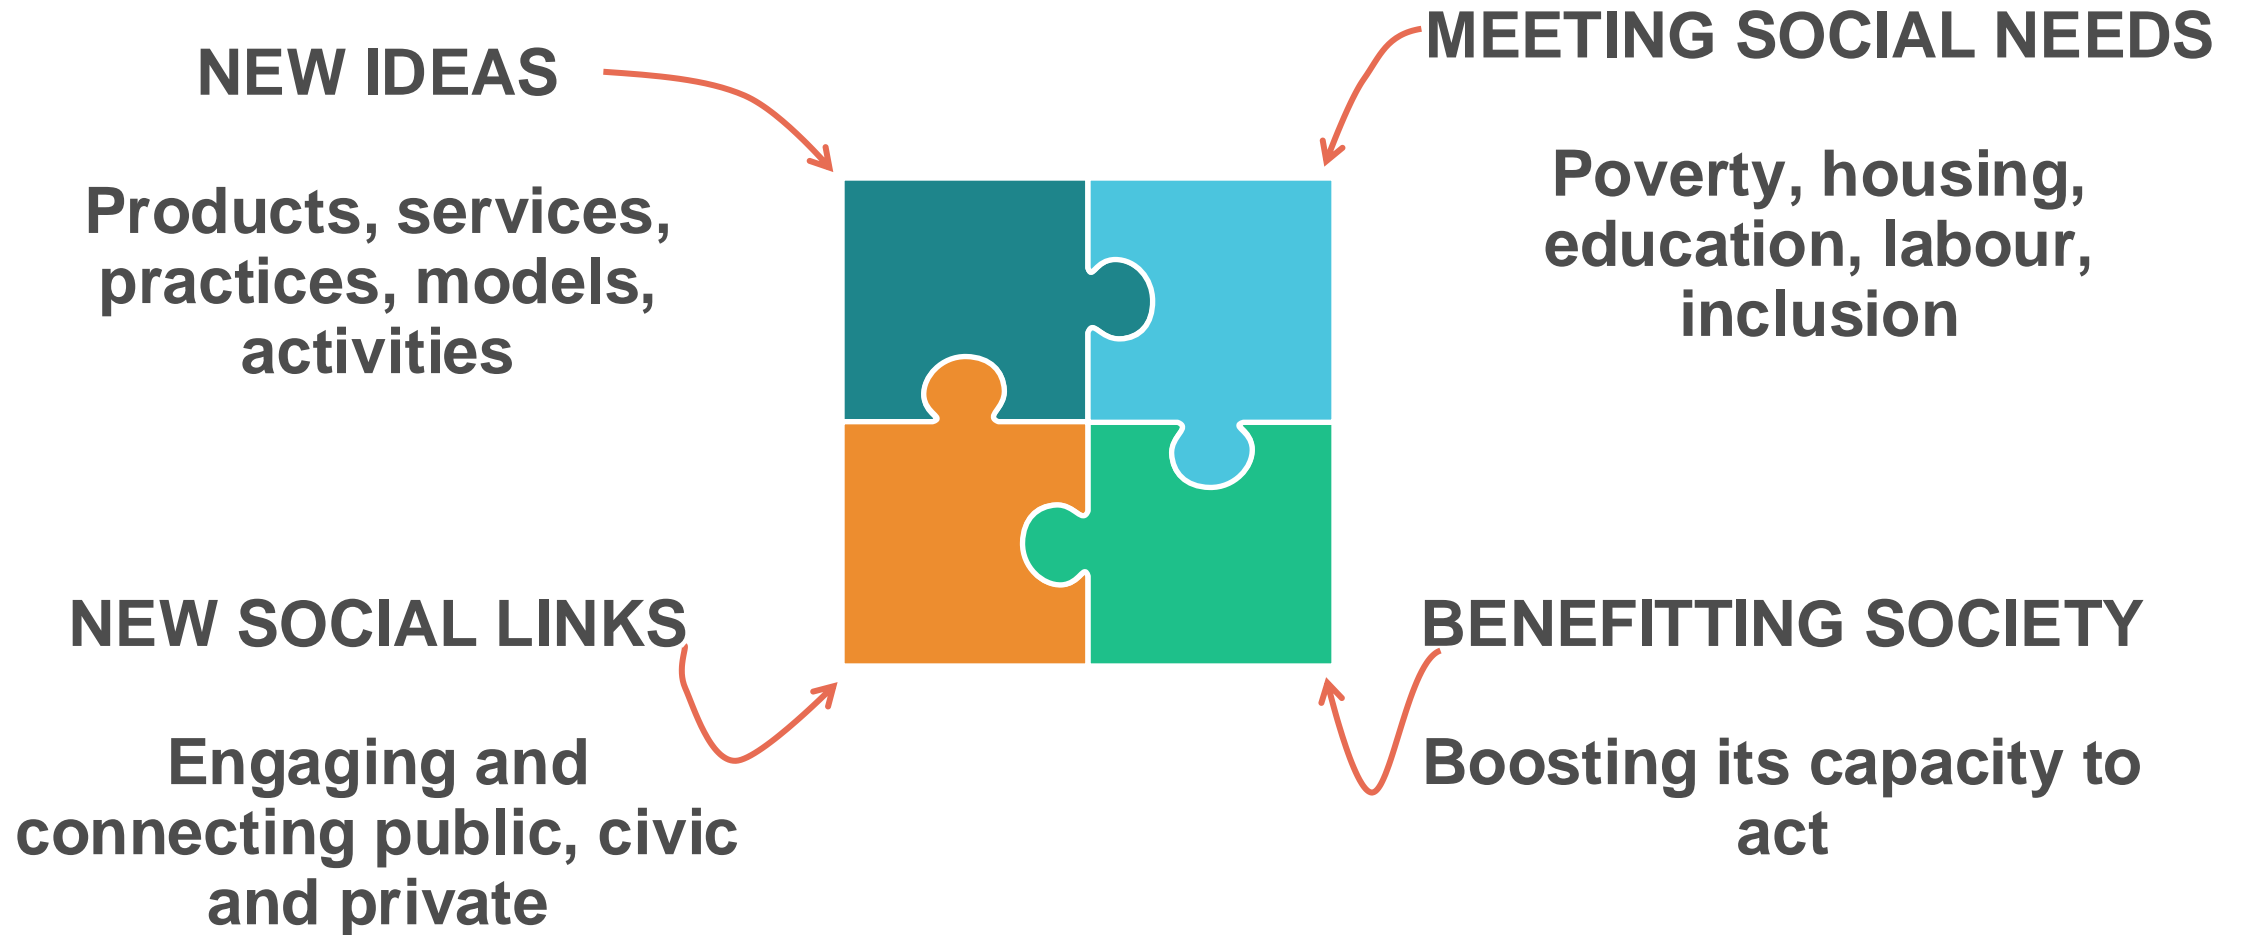 NEW IDEAS
Products, services,
practices, models,
activities
MEETING SOCIAL NEEDS
Poverty, housing,
education, labour,
inclusion
NEW SOCIAL LINKS
Engaging and
connecting public, civic
and private
BENEFITTING SOCIETY
Boosting its capacity to
act